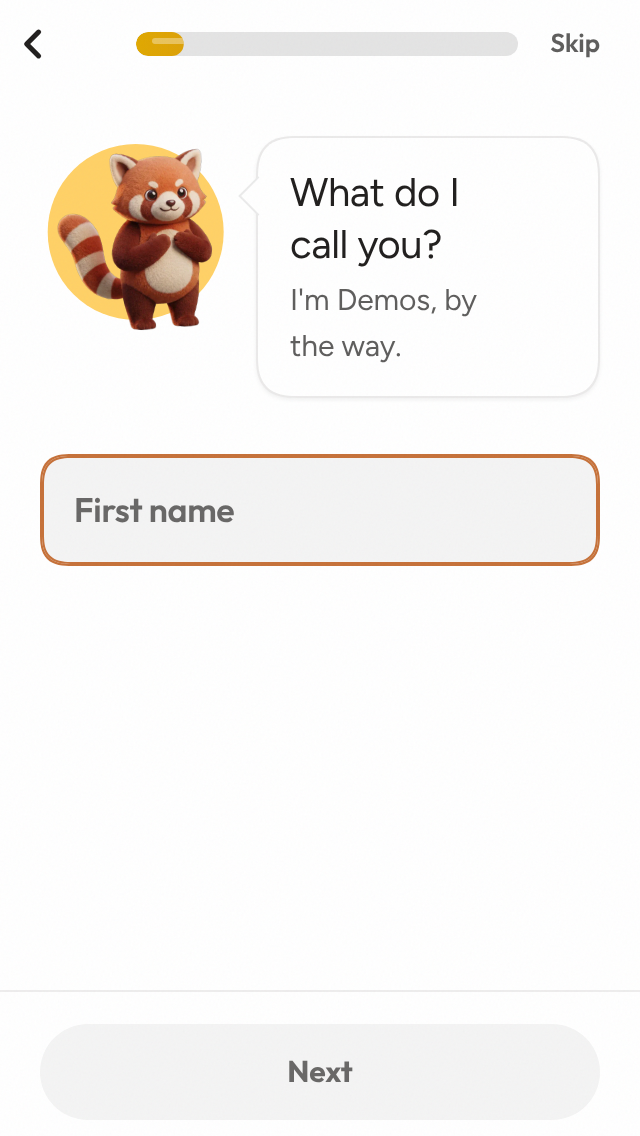 Skip
What do I
call you?
I'm Demos, by
the way.
First name
Next